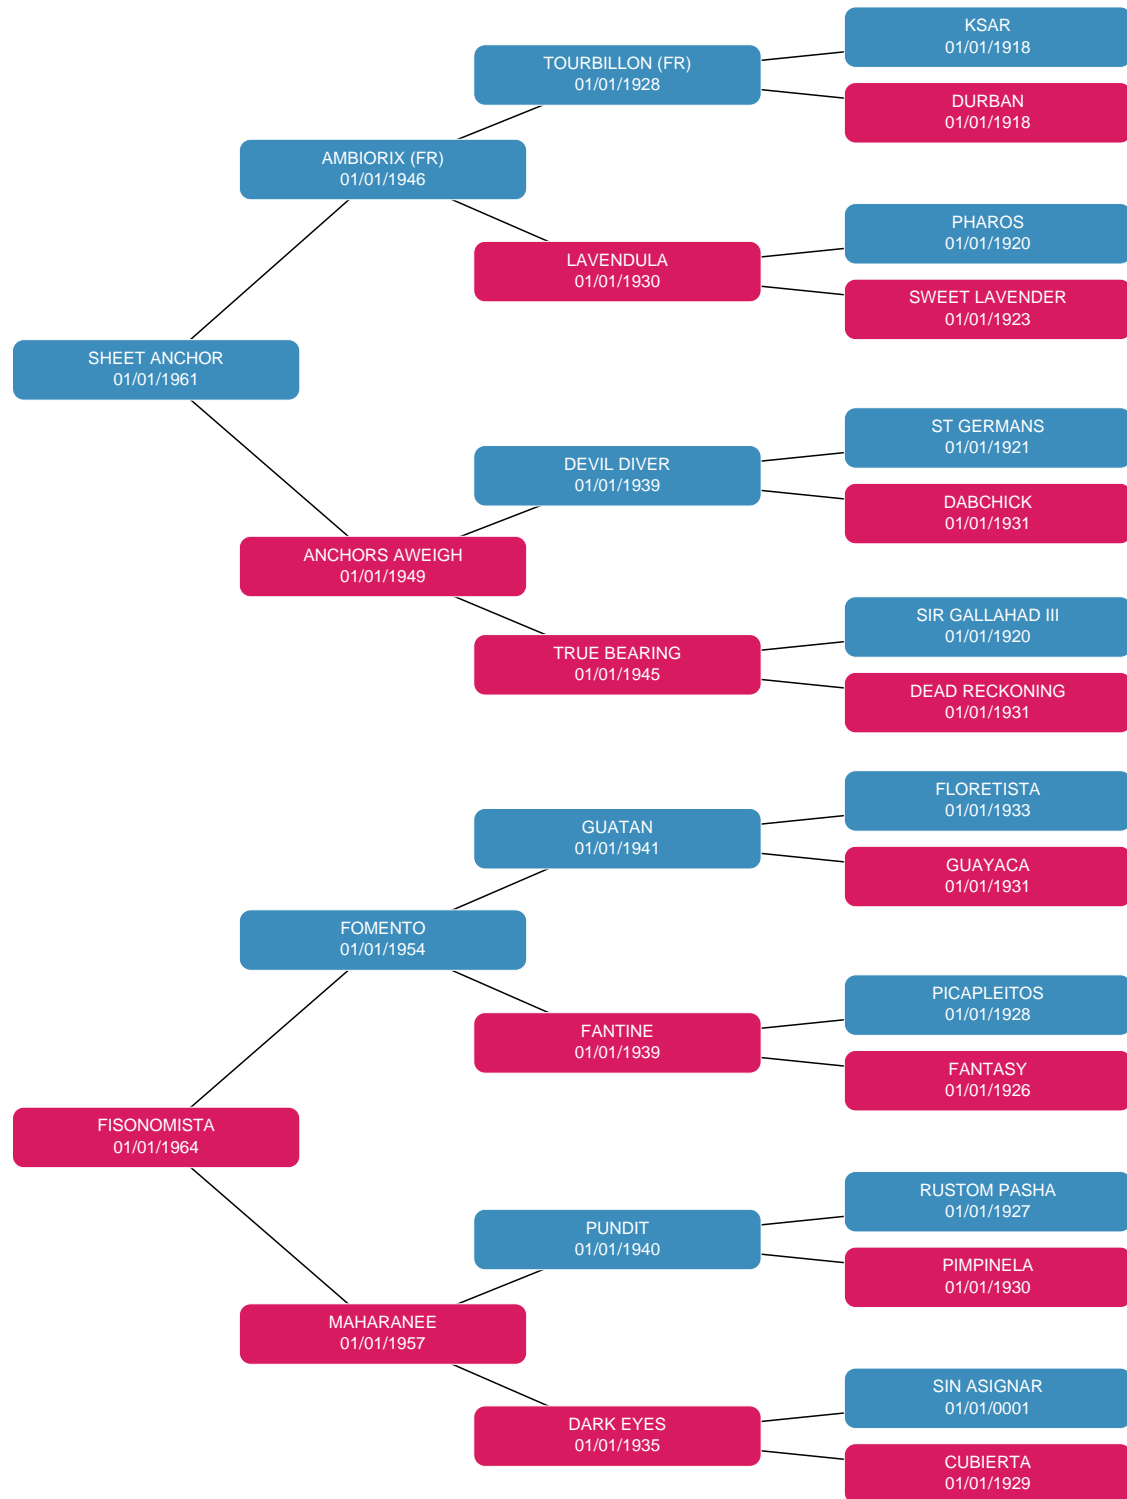 KSAR
01/01/1918
TOURBILLON (FR)
01/01/1928
DURBAN
01/01/1918
AMBIORIX (FR)
01/01/1946
PHAROS
01/01/1920
LAVENDULA
01/01/1930
SWEET LAVENDER
01/01/1923
SHEET ANCHOR
01/01/1961
ST GERMANS
01/01/1921
DEVIL DIVER
01/01/1939
DABCHICK
01/01/1931
ANCHORS AWEIGH
01/01/1949
SIR GALLAHAD III
01/01/1920
TRUE BEARING
01/01/1945
DEAD RECKONING
01/01/1931
FLORETISTA
01/01/1933
GUATAN
01/01/1941
GUAYACA
01/01/1931
FOMENTO
01/01/1954
PICAPLEITOS
01/01/1928
FANTINE
01/01/1939
FANTASY
01/01/1926
FISONOMISTA
01/01/1964
RUSTOM PASHA
01/01/1927
PUNDIT
01/01/1940
PIMPINELA
01/01/1930
MAHARANEE
01/01/1957
SIN ASIGNAR
01/01/0001
DARK EYES
01/01/1935
CUBIERTA
01/01/1929